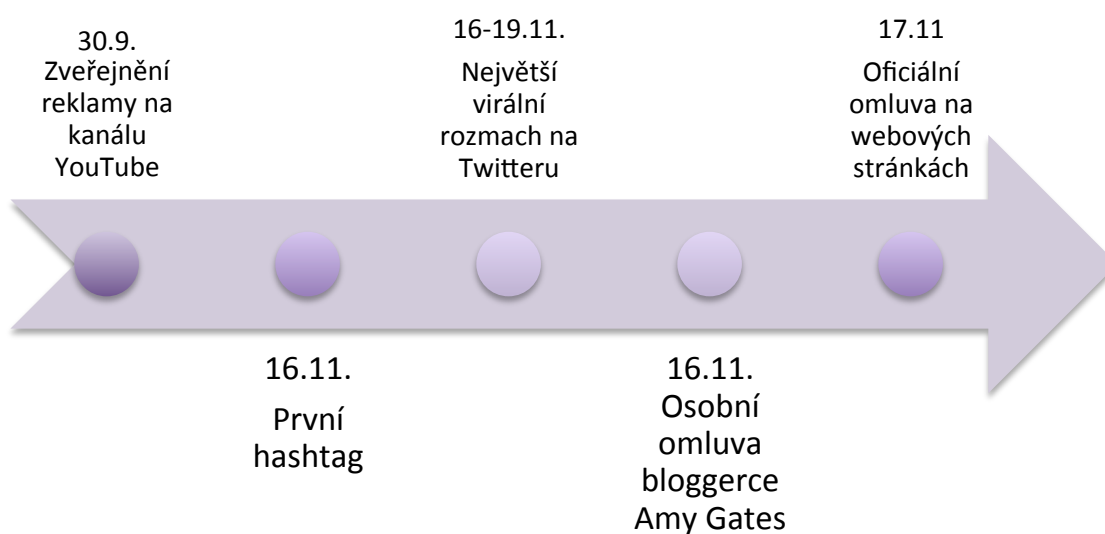 30.9.
Zveřejnění
reklamy na
kanálu
YouTube
16.11.
První
hashtag
16-19.11.
Největší
virální
rozmach na
Twitteru
16.11.
Osobní
omluva
bloggerce
Amy Gates
17.11
Oficiální
omluva na
webových
stránkách